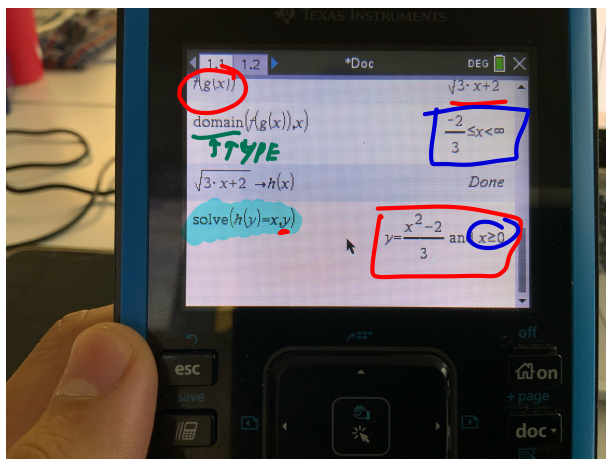 TEXAS INSTRUMENTS
1.1 1.2 *Doc DEG
f(g(x)) √3·x+2
domain(f(g(x)),x) -2/3≤x<∞
↑TYPE
√3·x+2 →h(x) Done
solve(h(y)=x,y) y=x²-2/3 and x≥0
off
esc on
save + page
doc